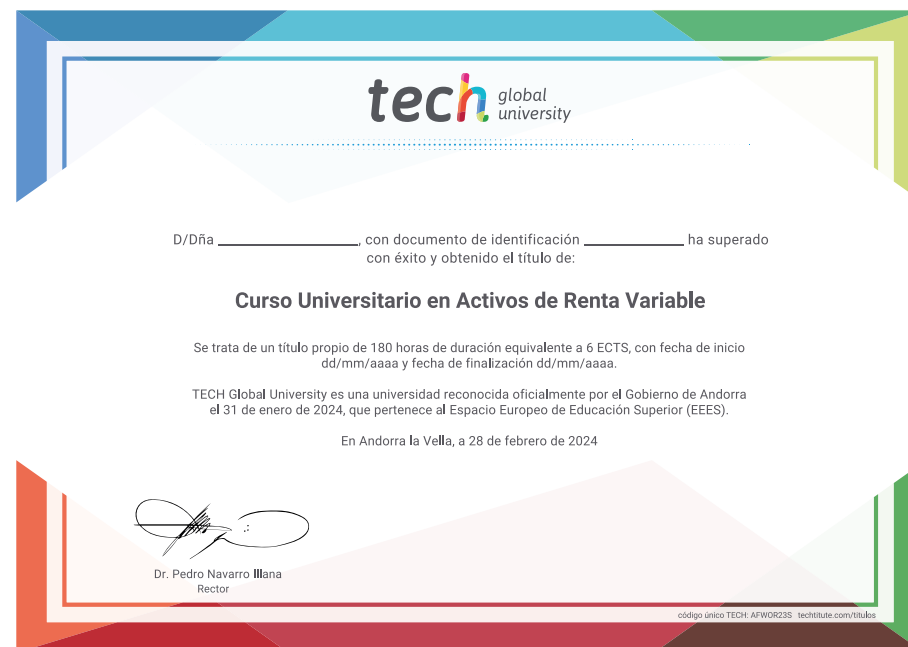 tech global university
D/Dña ____________, con documento de identificación ____________ ha superado
con éxito y obtenido el título de:
Curso Universitario en Activos de Renta Variable
Se trata de un título propio de 180 horas de duración equivalente a 6 ECTS, con fecha de inicio
dd/mm/aaaa y fecha de finalización dd/mm/aaaa.
TECH Global University es una universidad reconocida oficialmente por el Gobierno de Andorra
el 31 de enero de 2024, que pertenece al Espacio Europeo de Educación Superior (EEES).
En Andorra la Vella, a 28 de febrero de 2024
Dr. Pedro Navarro Illana
Rector
código único TECH: AFWOR23S techtitute.com/titulos